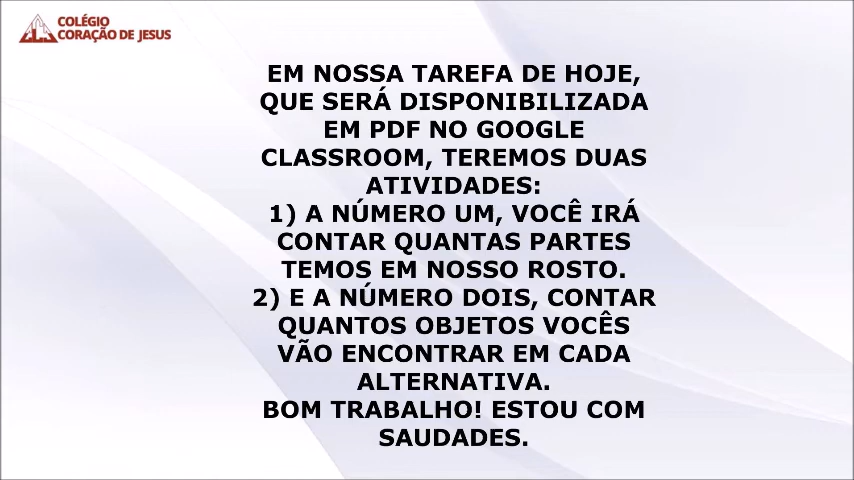 COLÉGIO
CORAÇÃO DE JESUS
EM NOSSA TAREFA DE HOJE,
QUE SERÁ DISPONIBILIZADA
EM PDF NO GOOGLE
CLASSROOM, TEREMOS DUAS
ATIVIDADES:
1) A NÚMERO UM, VOCÊ IRÁ
CONTAR QUANTAS PARTES
TEMOS EM NOSSO ROSTO.
2) E A NÚMERO DOIS, CONTAR
QUANTOS OBJETOS VOCÊS
VÃO ENCONTRAR EM CADA
ALTERNATIVA.
BOM TRABALHO! ESTOU COM
SAUDADES.